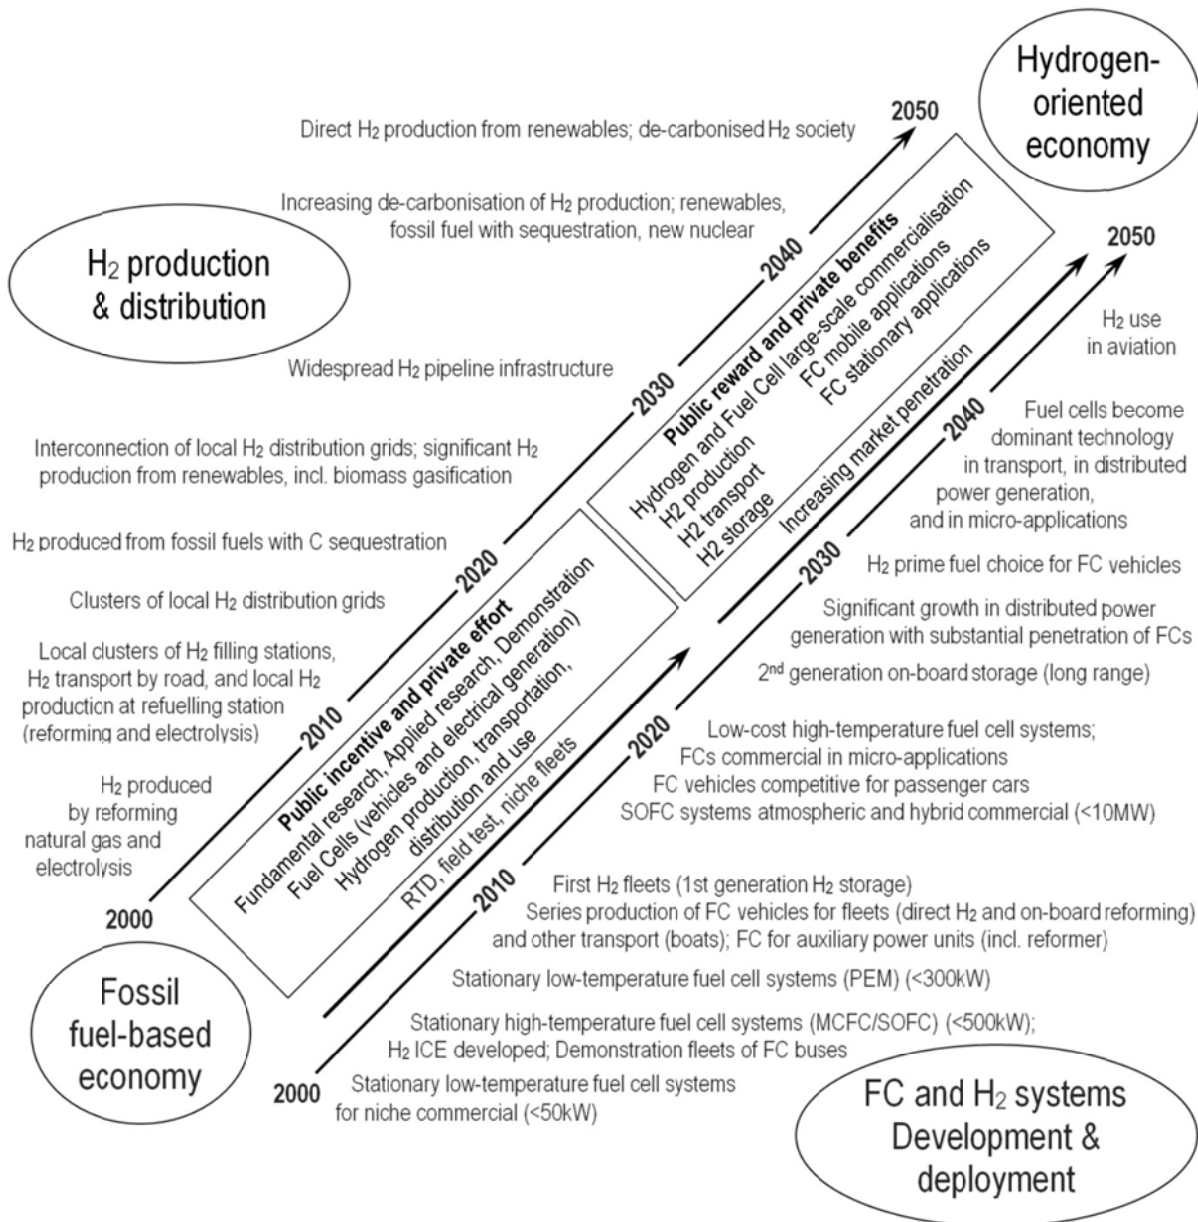 Hydrogen-
oriented
economy
2050
Direct H₂ production from renewables; de-carbonised H₂ society
Increasing de-carbonisation of H₂ production; renewables,
fossil fuel with sequestration, new nuclear
2040
H₂ production
& distribution
Widespread H₂ pipeline infrastructure
2030
Interconnection of local H₂ distribution grids; significant H₂
production from renewables, incl. biomass gasification
H₂ produced from fossil fuels with C sequestration
2020
Clusters of local H₂ distribution grids
Local clusters of H₂ filling stations,
H₂ transport by road, and local H₂
production at refuelling station
(reforming and electrolysis)
2010
H₂ produced
by reforming
natural gas and
electrolysis
2000
Fossil
fuel-based
economy
Public reward and private benefits
Hydrogen and Fuel Cell large-scale commercialisation
H2 production
FC mobile applications
H2 transport
FC stationary applications
H2 storage
Increasing market penetration
Public incentive and private effort
Fundamental research, Applied research, Demonstration
Fuel Cells (vehicles and electrical generation)
Hydrogen production, transportation,
distribution and use
RTD, field test, niche fleets
2050
H₂ use
in aviation
2040
Fuel cells become
dominant technology
in transport, in distributed
power generation,
and in micro-applications
2030
H₂ prime fuel choice for FC vehicles
Significant growth in distributed power
generation with substantial penetration of FCs
2nd generation on-board storage (long range)
2020
Low-cost high-temperature fuel cell systems;
FCs commercial in micro-applications
FC vehicles competitive for passenger cars
SOFC systems atmospheric and hybrid commercial (<10MW)
2010
First H₂ fleets (1st generation H₂ storage)
Series production of FC vehicles for fleets (direct H₂ and on-board reforming)
and other transport (boats); FC for auxiliary power units (incl. reformer)
Stationary low-temperature fuel cell systems (PEM) (<300kW)
Stationary high-temperature fuel cell systems (MCFC/SOFC) (<500kW);
H₂ ICE developed; Demonstration fleets of FC buses
2000
Stationary low-temperature fuel cell systems
for niche commercial (<50kW)
FC and H₂ systems
Development &
deployment